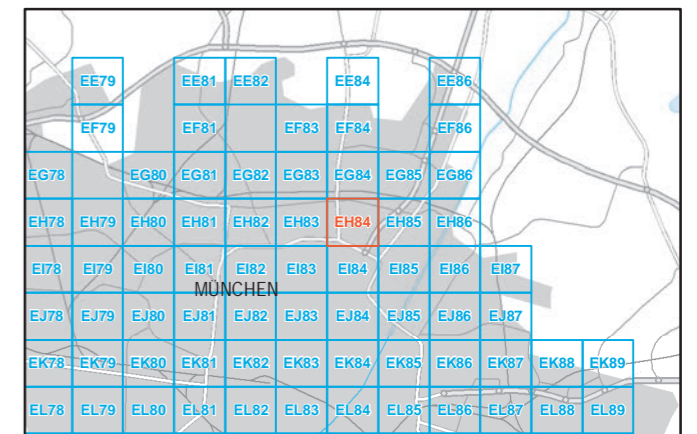 EE79 EE81 EE82 EE84 EE86
EF79 EF81 EF83 EF84 EF86
EG78 EG80 EG81 EG82 EG83 EG84 EG85 EG86
EH78 EH79 EH80 EH81 EH82 EH83 EH84 EH85 EH86
EI78 EI79 EI80 EI81 EI82 EI83 EI84 EI85 EI86 EI87
MÜNCHEN
EJ78 EJ79 EJ80 EJ81 EJ82 EJ83 EJ84 EJ85 EJ86 EJ87
EK78 EK79 EK80 EK81 EK82 EK83 EK84 EK85 EK86 EK87 EK88 EK89
EL78 EL79 EL80 EL81 EL82 EL83 EL84 EL85 EL86 EL87 EL88 EL89